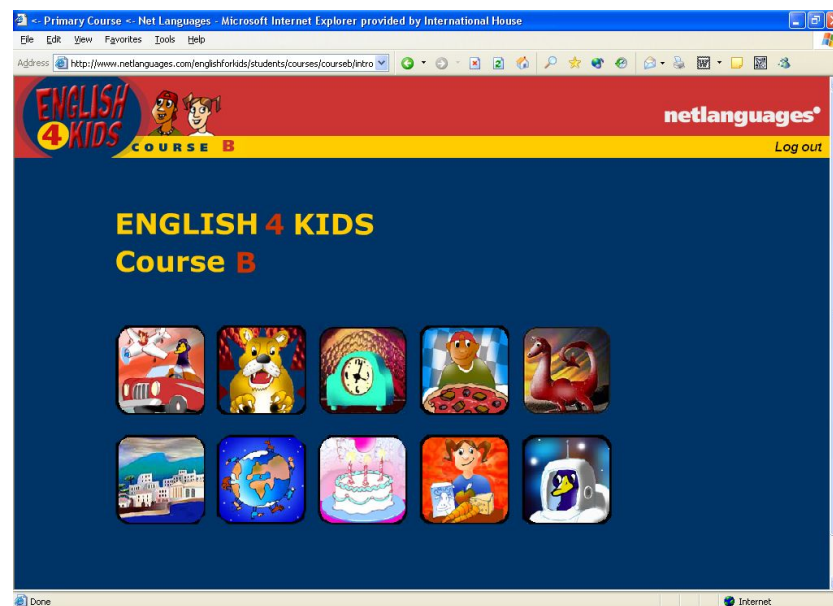 <- Primary Course <- Net Languages - Microsoft Internet Explorer provided by International House
File Edit View Favorites Tools Help
Address http://www.netlanguages.com/englishforkids/students/courses/courseb/intro
ENGLISH
4 KIDS
COURSE B
netlanguages
Log out
ENGLISH 4 KIDS
Course B
Done
Internet